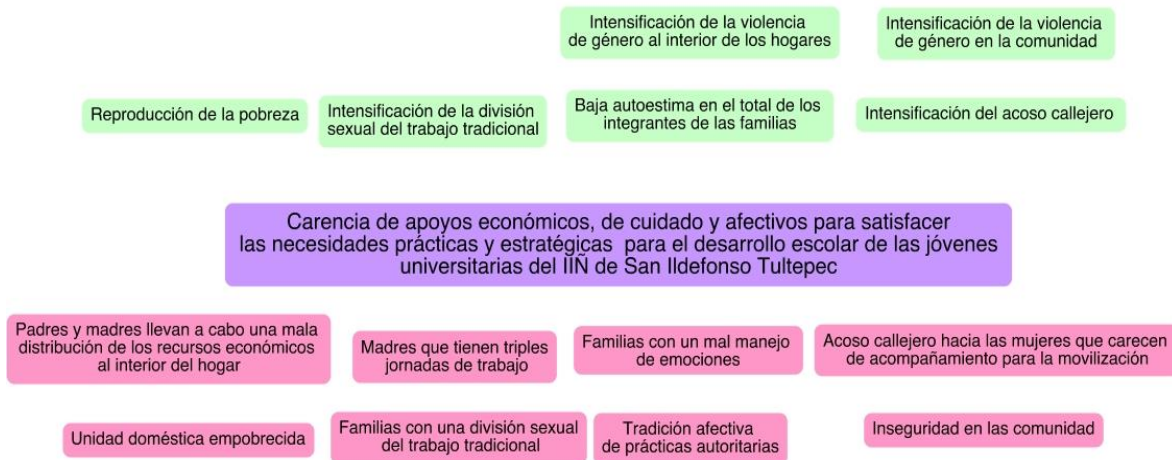 Intensificación de la violencia
de género al interior de los hogares
Intensificación de la violencia
de género en la comunidad
Reproducción de la pobreza
Intensificación de la división
sexual del trabajo tradicional
Baja autoestima en el total de los
integrantes de las familias
Intensificación del acoso callejero
Carencia de apoyos económicos, de cuidado y afectivos para satisfacer
las necesidades prácticas y estratégicas para el desarrollo escolar de las jóvenes
universitarias del IIÑ de San Ildefonso Tultepec
Padres y madres llevan a cabo una mala
distribución de los recursos económicos
al interior del hogar
Madres que tienen triples
jornadas de trabajo
Familias con un mal manejo
de emociones
Acoso callejero hacia las mujeres que carecen
de acompañamiento para la movilización
Unidad doméstica empobrecida
Familias con una división sexual
del trabajo tradicional
Tradición afectiva
de prácticas autoritarias
Inseguridad en las comunidad